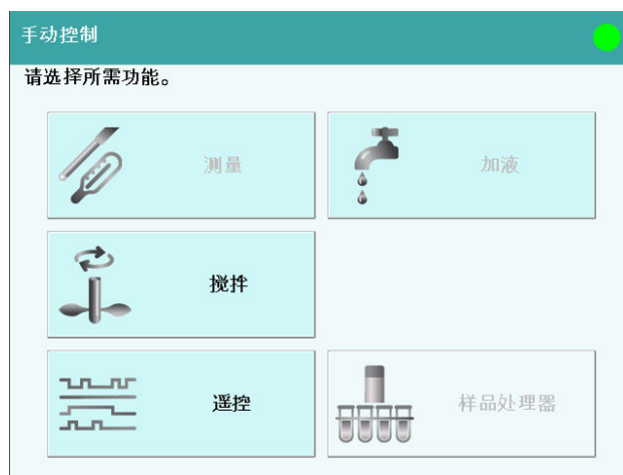 手动控制
请选择所需功能。
测量
加液
搅拌
遥控
样品处理器